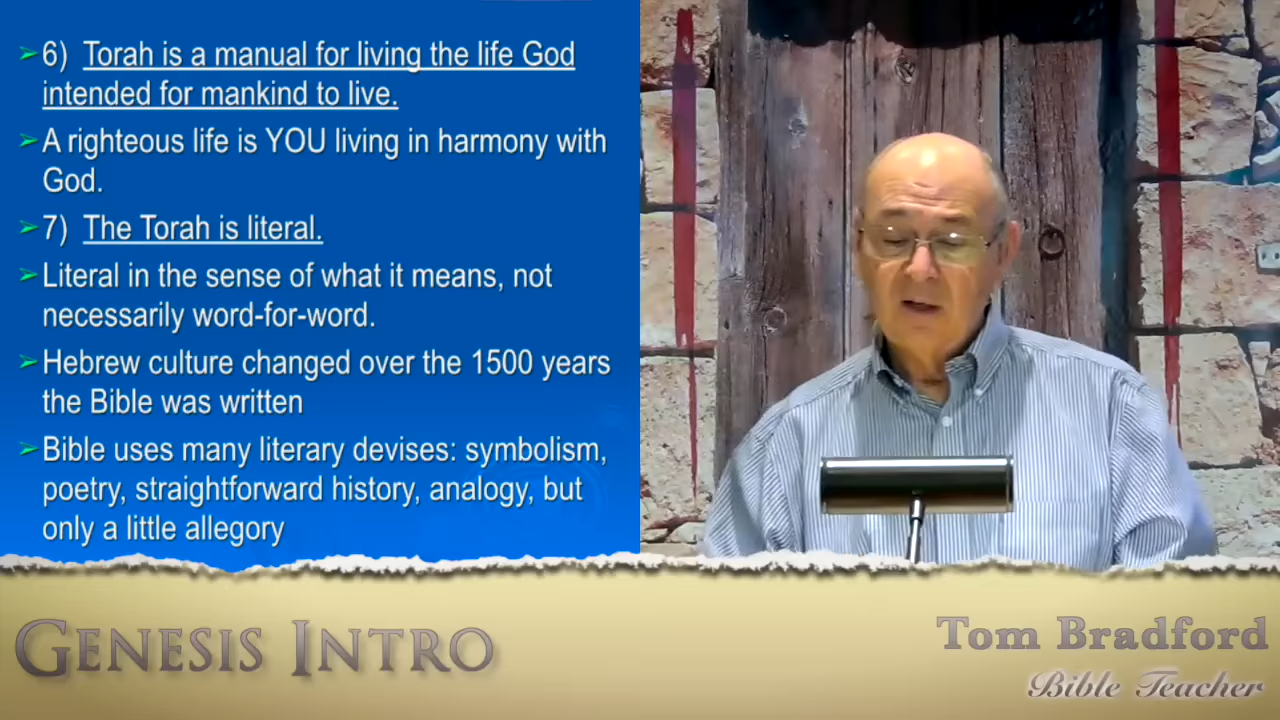 ➢6) Torah is a manual for living the life God
intended for mankind to live.
➢A righteous life is YOU living in harmony with
God.
➢7) The Torah is literal.
➢Literal in the sense of what it means, not
necessarily word-for-word.
➢Hebrew culture changed over the 1500 years
the Bible was written
➢Bible uses many literary devises: symbolism,
poetry, straightforward history, analogy, but
only a little allegory
Genesis Intro
Tom Bradford
Bible Teacher